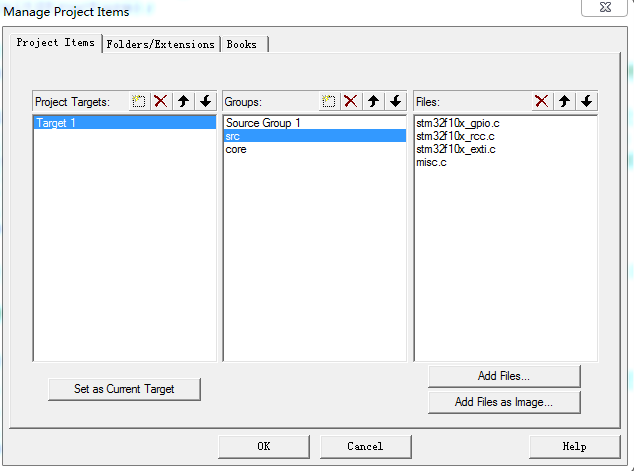 Manage Project Items
Project Items Folders/Extensions Books
Project Targets: Groups: Files:
Target 1
Source Group 1
src
core
stm32f10x_gpio.c
stm32f10x_rcc.c
stm32f10x_exti.c
misc.c
Set as Current Target
Add Files...
Add Files as Image...
OK Cancel Help